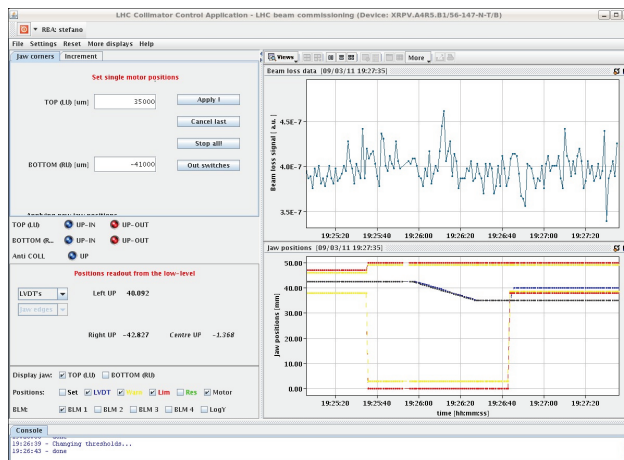 LHC Collimator Control Application - LHC beam commissioning (Device: XRPV.A4R5.B1/56-147-N-T/B)
RBA: stefano
File Settings Reset More displays Help
Jaw corners Increment
Set single motor positions
TOP (LU) [um] 35000 Apply !
Cancel last
Stop all!
BOTTOM (RU) [um] -41000 Out switches
Applying new jaw positions
TOP (LU) UP-IN UP-OUT
BOTTOM (R... UP-IN UP-OUT
Anti COLL UP
Positions readout from the low-level
LVDT's Left UP 40.092
Jaw edges
Right UP -42.827 Centre UP -1.368
Display jaw: TOP (LU) BOTTOM (RU)
Positions: Set LVDT Lim Res Motor
BLM: BLM 1 BLM 2 BLM 3 BLM 4 LogY
Views More
Beam loss data [09/03/11 19:27:35]
Beam loss signal [a.u.]
4.5E-7
4.0E-7
3.5E-7
19:25:20 19:25:40 19:26:00 19:26:20 19:26:40 19:27:00 19:27:20
Jaw positions [09/03/11 19:27:35]
Jaw positions [mm]
50.00
40.00
30.00
20.00
10.00
0.00
19:25:20 19:25:40 19:26:00 19:26:20 19:26:40 19:27:00 19:27:20
time [hh:mm:ss]
Console
19:26:39 - Changing thresholds...
19:26:43 - done